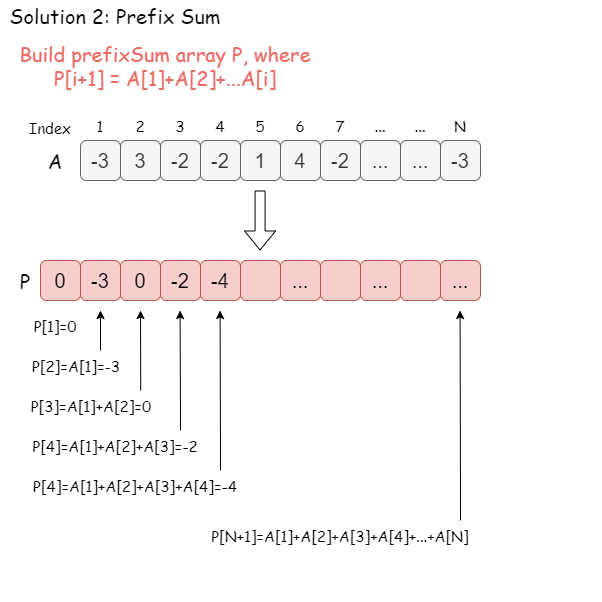 Solution 2: Prefix Sum
Build prefixSum array P, where
P[i+1] = A[1]+A[2]+...A[i]
Index 1 2 3 4 5 6 7 ... ... N
A -3 3 -2 -2 1 4 -2 ... ... -3
P 0 -3 0 -2 -4 ... ... ...
P[1]=0
P[2]=A[1]=-3
P[3]=A[1]+A[2]=0
P[4]=A[1]+A[2]+A[3]=-2
P[4]=A[1]+A[2]+A[3]+A[4]=-4
P[N+1]=A[1]+A[2]+A[3]+A[4]+...+A[N]